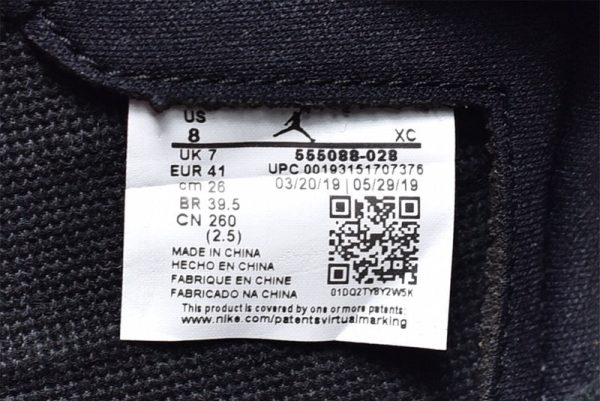 US
8 XC
UK 7 555088-028
EUR 41 UPC 00193151707376
cm 26 03/20/19 05/29/19
BR 39.5
CN 260
(2.5)
MADE IN CHINA
HECHO EN CHINA
FABRIQUE EN CHINE
FABRICADO NA CHINA
01DQ2TY8Y2W5K
This product is covered by one or more patents
www.nike.com/patentsvirtualmarking